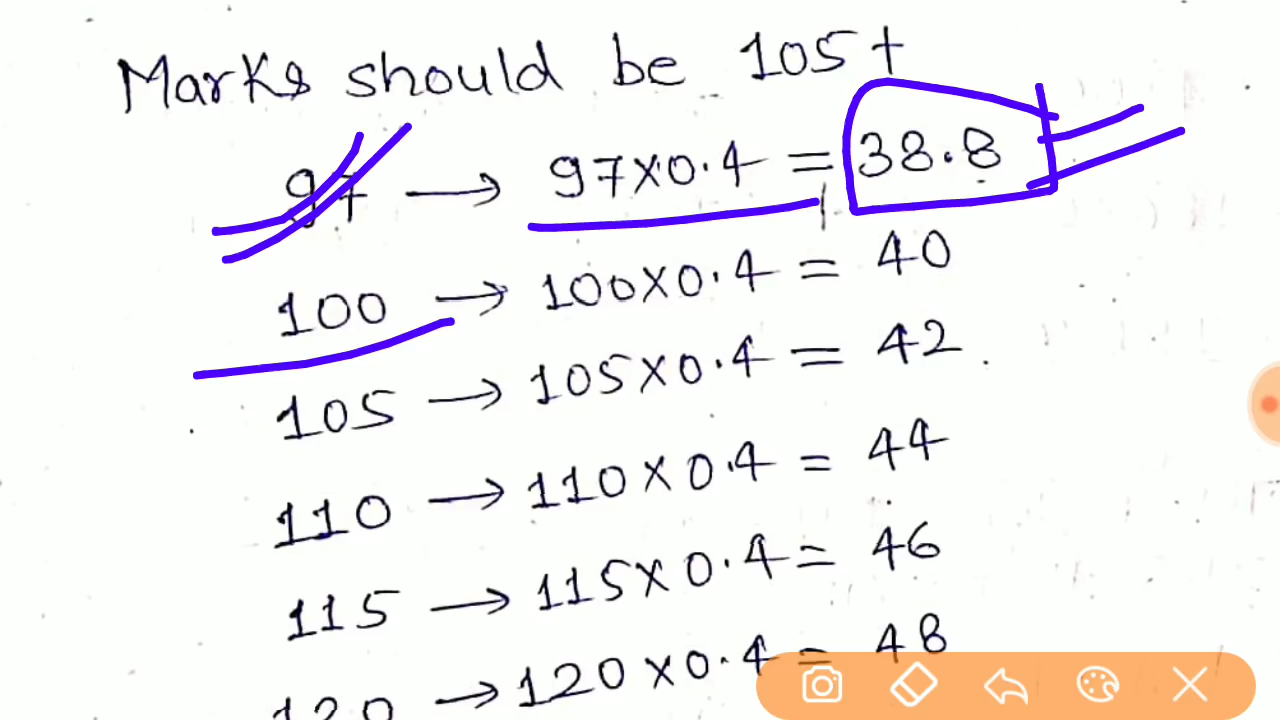 Marks should be 105+
97 → 97×0.4 = 38.8
100 → 100×0.4 = 40
105 → 105×0.4 = 42
110 → 110×0.4 = 44
115 → 115×0.4 = 46
120 → 120×0.4 = 48